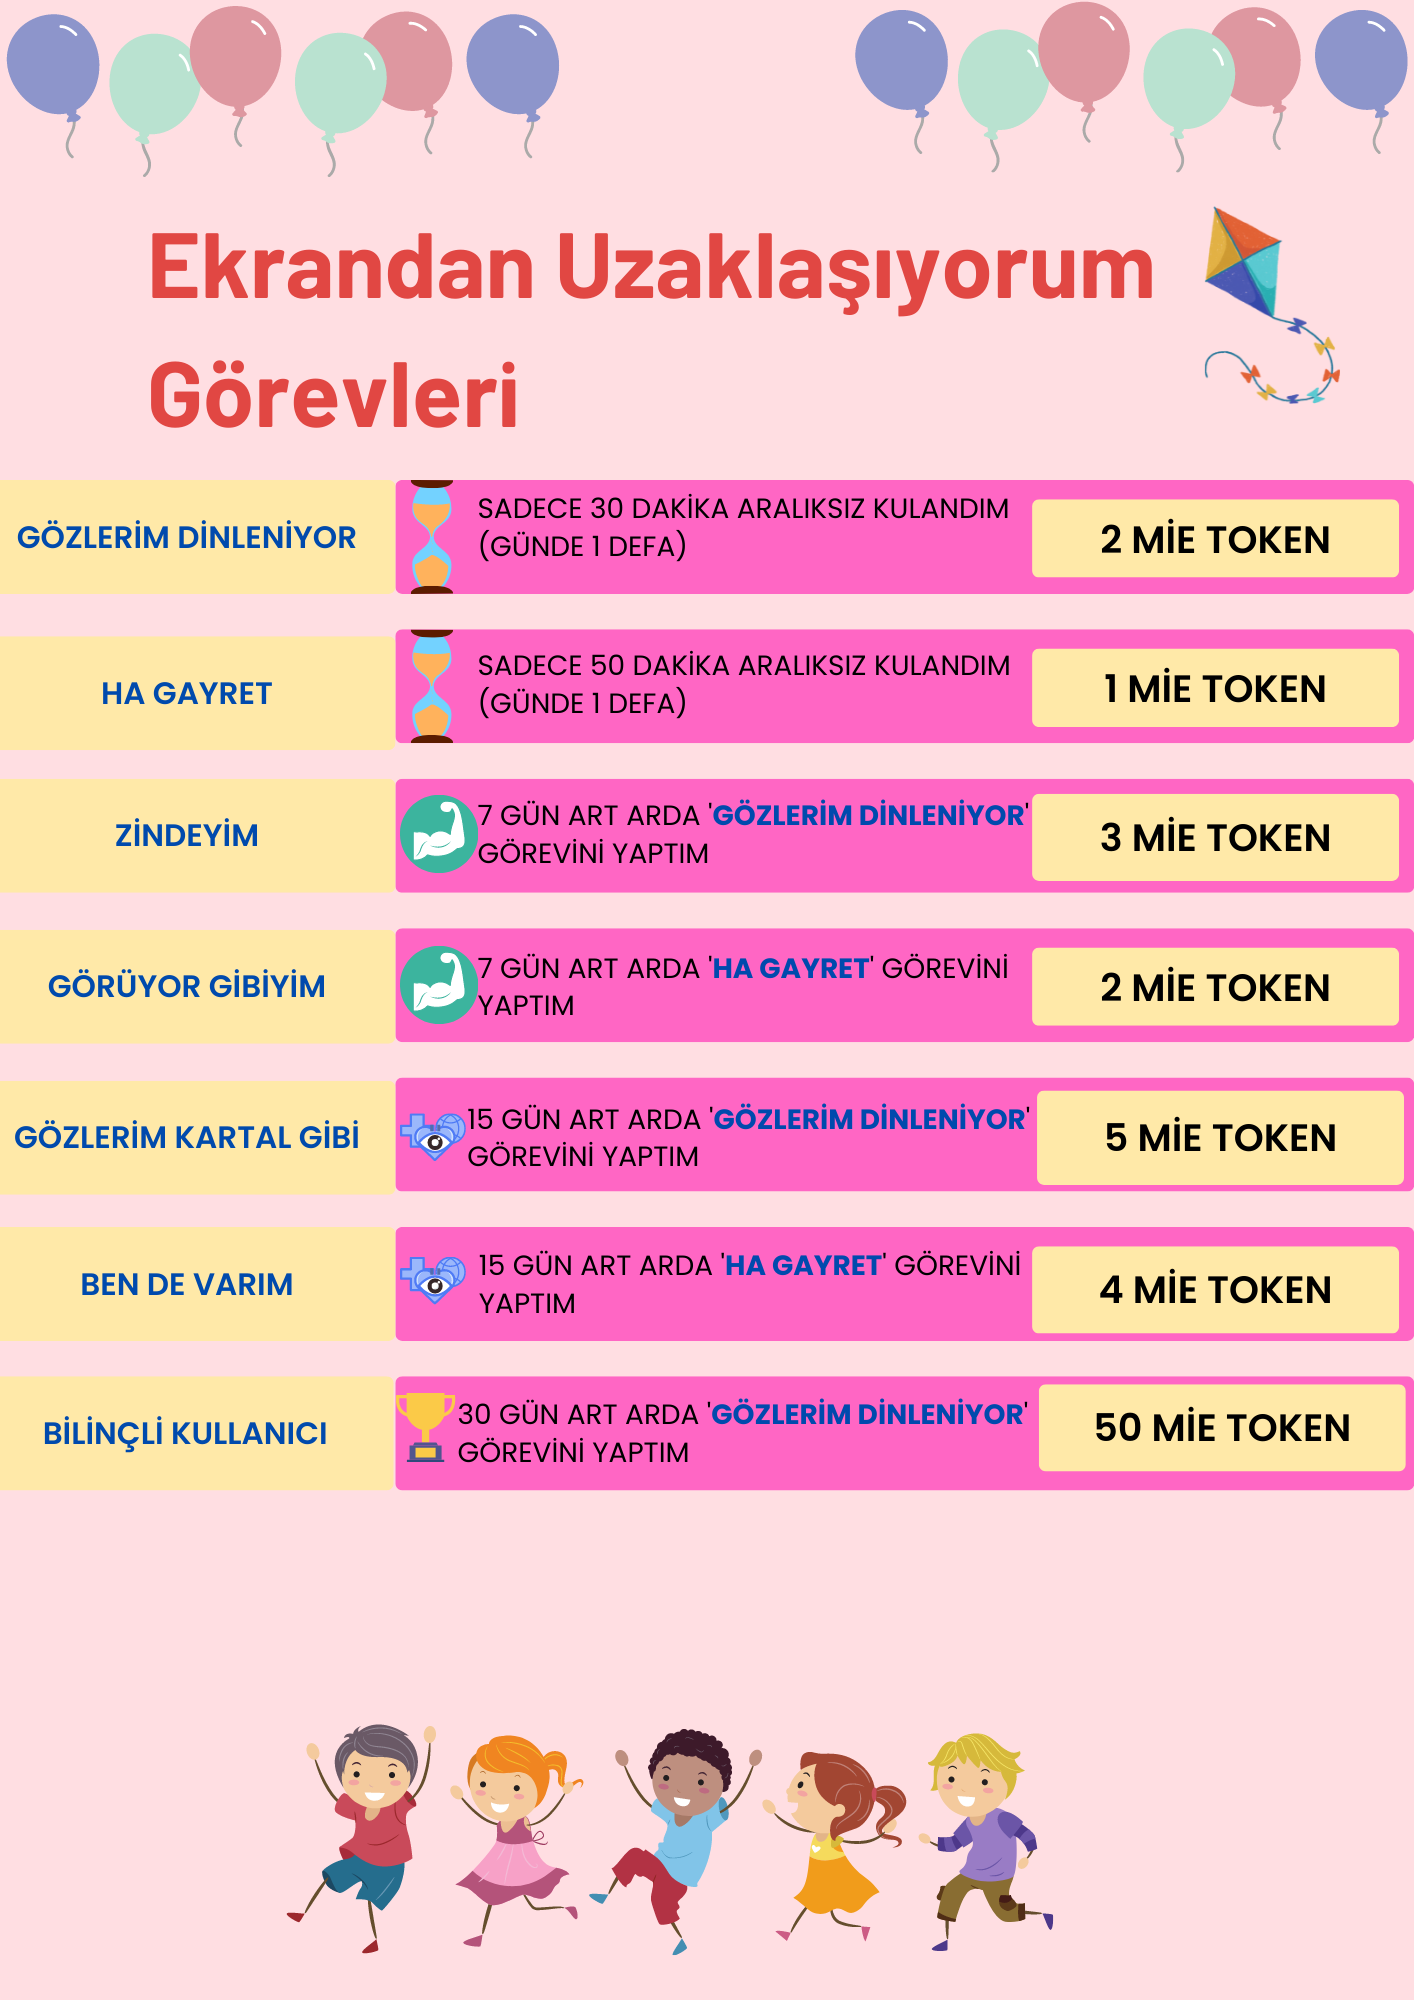 Ekrandan Uzaklaşıyorum
Görevleri
GÖZLERİM DİNLENİYOR
SADECE 30 DAKİKA ARALIKSIZ KULANDIM
(GÜNDE 1 DEFA)
2 MİE TOKEN
HA GAYRET
SADECE 50 DAKİKA ARALIKSIZ KULANDIM
(GÜNDE 1 DEFA)
1 MİE TOKEN
ZİNDEYİM
7 GÜN ART ARDA 'GÖZLERİM DİNLENİYOR'
GÖREVİNİ YAPTIM
3 MİE TOKEN
GÖRÜYOR GİBİYİM
7 GÜN ART ARDA 'HA GAYRET' GÖREVİNİ
YAPTIM
2 MİE TOKEN
GÖZLERİM KARTAL GİBİ
15 GÜN ART ARDA 'GÖZLERİM DİNLENİYOR'
GÖREVİNİ YAPTIM
5 MİE TOKEN
BEN DE VARIM
15 GÜN ART ARDA 'HA GAYRET' GÖREVİNİ
YAPTIM
4 MİE TOKEN
BİLİNÇLİ KULLANICI
30 GÜN ART ARDA 'GÖZLERİM DİNLENİYOR'
GÖREVİNİ YAPTIM
50 MİE TOKEN